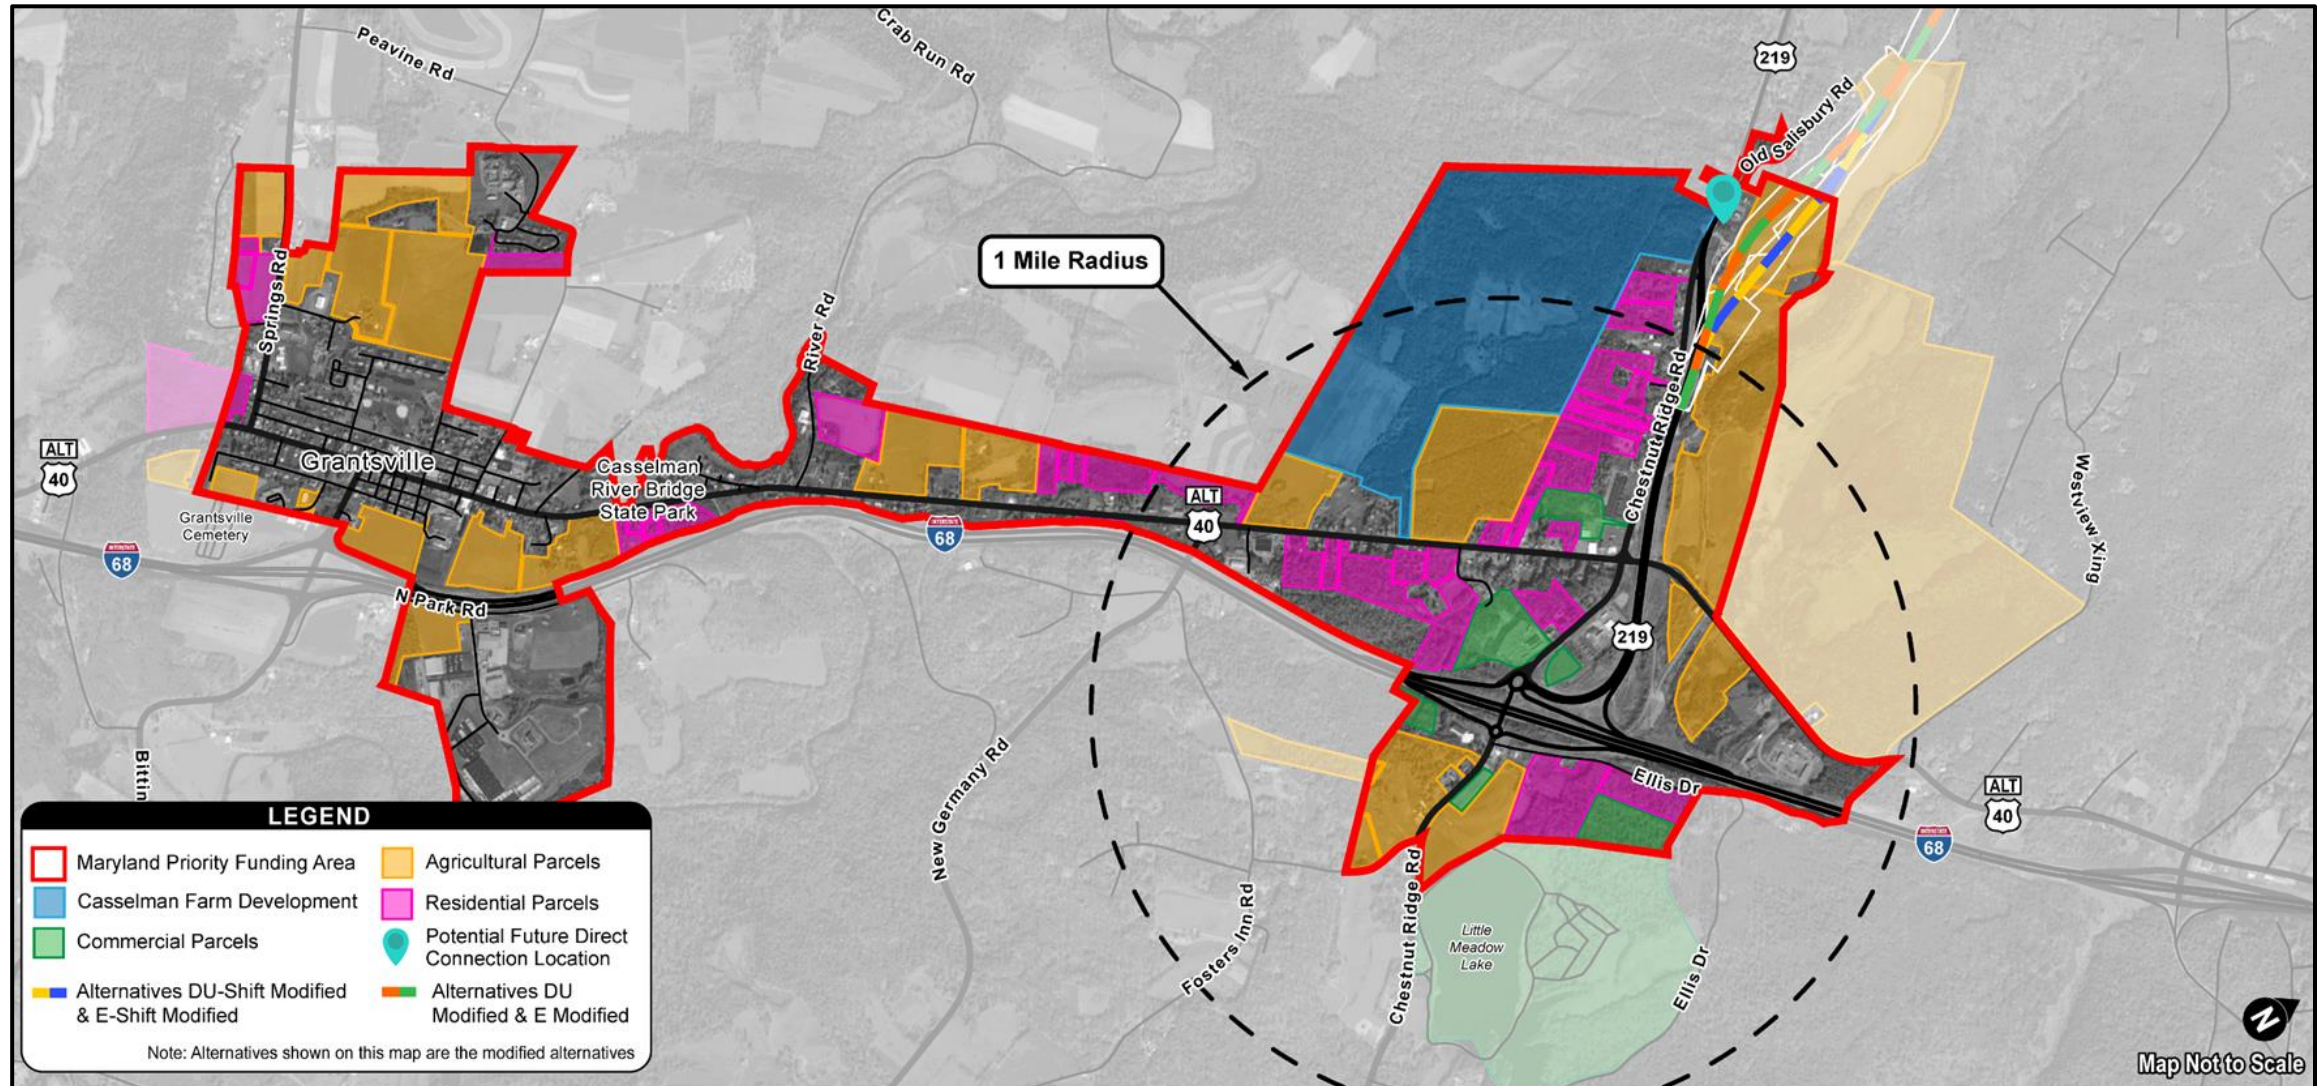 Peavine Rd
Crab Run Rd
219
Old Salisbury Rd
1 Mile Radius
Springs Rd
River Rd
Chestnut Ridge Rd
ALT
40
Grantsville
Casselman
River Bridge
State Park
ALT
40
Westview Xing
Grantsville
Cemetery
INTERSTATE
68
INTERSTATE
68
N Park Rd
219
Bittin
New Germany Rd
Ellis Dr
ALT
40
INTERSTATE
68
Fosters Inn Rd
Chestnut Ridge Rd
Little
Meadow
Lake
Ellis Dr
LEGEND
Maryland Priority Funding Area
Casselman Farm Development
Commercial Parcels
Alternatives DU-Shift Modified
& E-Shift Modified
Agricultural Parcels
Residential Parcels
Potential Future Direct
Connection Location
Alternatives DU
Modified & E Modified
Note: Alternatives shown on this map are the modified alternatives
N
Map Not to Scale